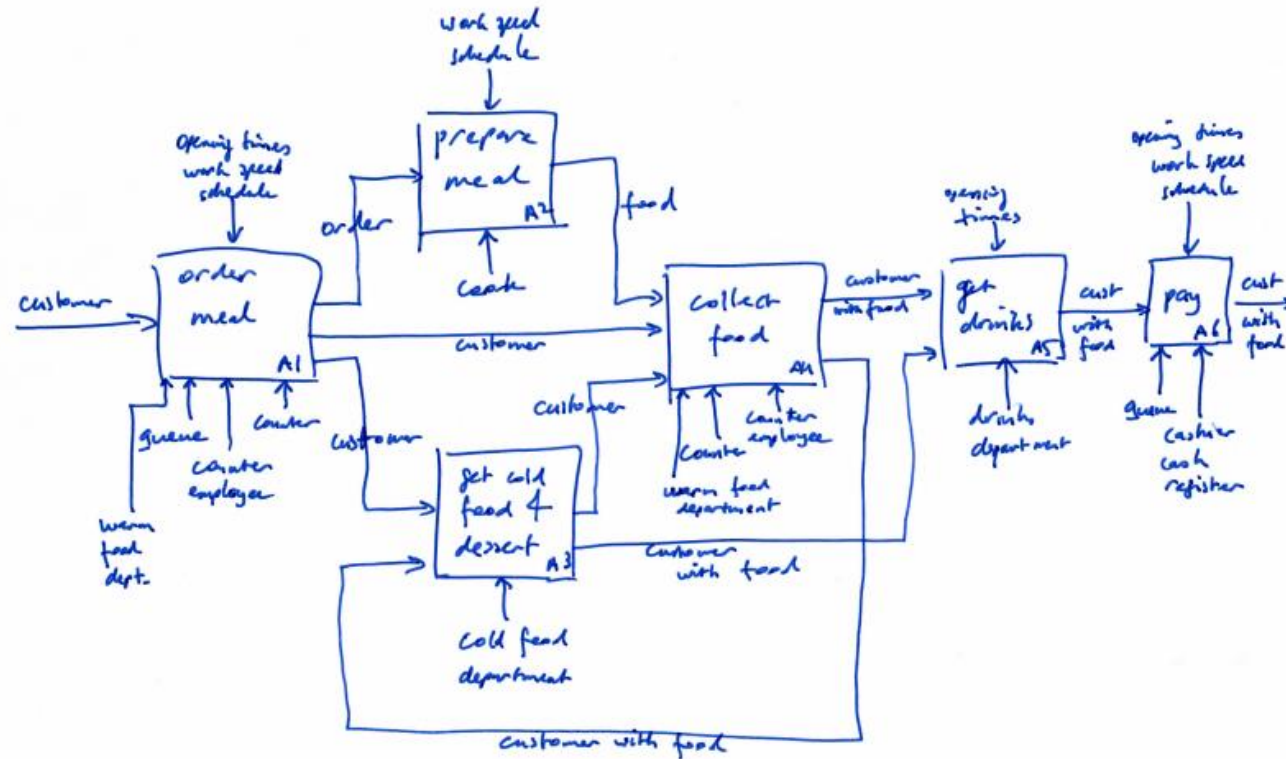 work speed
schedule
prepare
meal
A2
cook
opening times
work speed
schedule
order
meal
A1
customer
order
food
customer
customer
queue
counter
counter
employee
warm
food
dept.
collect
food
A4
customer
with food
customer
counter
counter
employee
warm food
department
get cold
food &
dessert
A3
cold food
department
customer
with food
customer with food
opening
times
get
drinks
A5
drinks
department
cust
with
food
opening times
work speed
schedule
pay
A6
queue
cashier
cash
register
cust
with
food